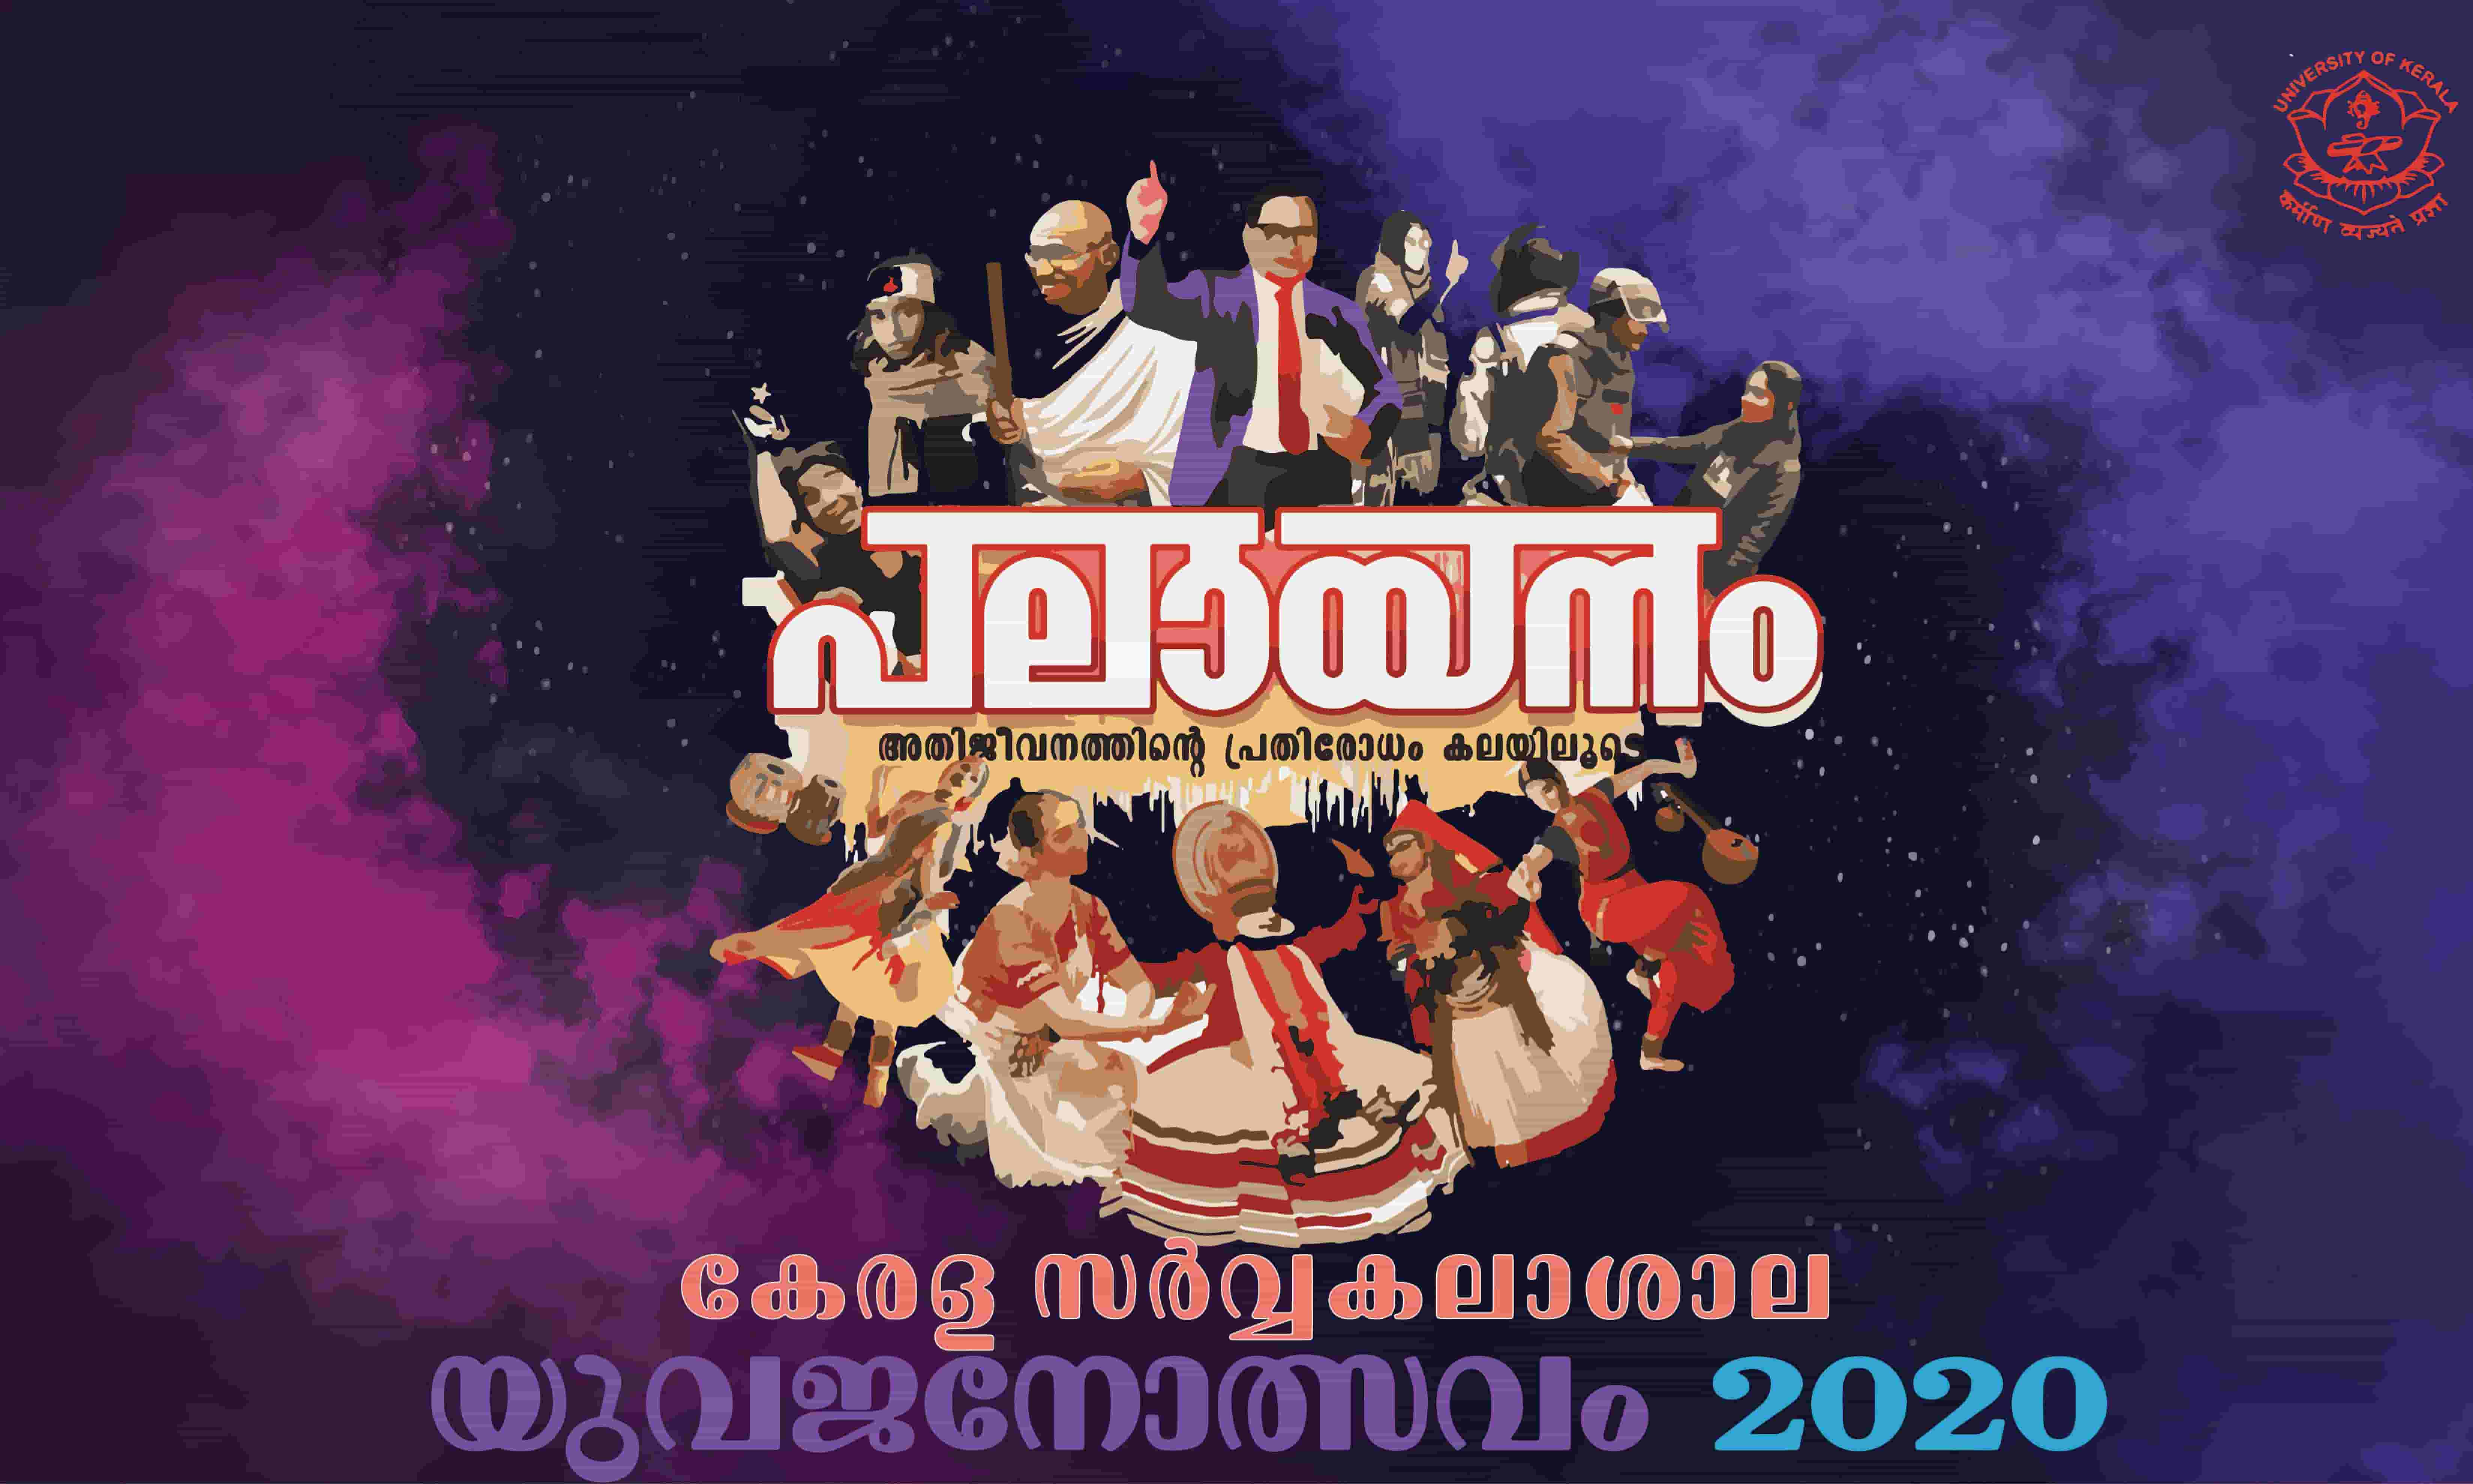 UNIVERSITY OF KERALA
कर्मणि व्यज्यते प्रज्ञा
പലായനം
അതിജീവനത്തിന്റെ പ്രതിരോധം കലയിലൂടെ
കേരള സർവ്വകലാശാല
യുവജനോത്സവം 2020